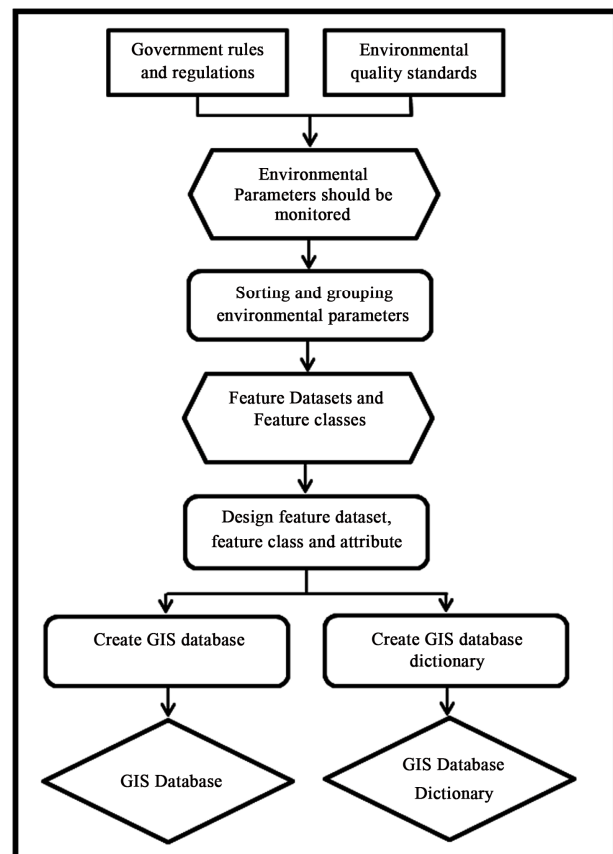 Government rules
and regulations
Environmental
quality standards
Environmental
Parameters should be
monitored
Sorting and grouping
environmental parameters
Feature Datasets and
Feature classes
Design feature dataset,
feature class and attribute
Create GIS database
Create GIS database
dictionary
GIS Database
GIS Database
Dictionary